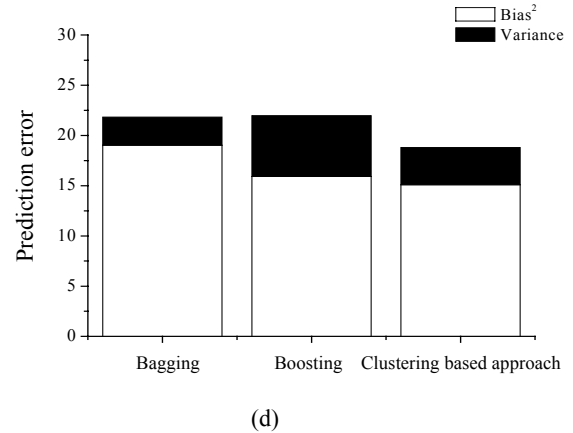 Bias²
Variance
30
25
20
15
10
5
0
Prediction error
Bagging Boosting Clustering based approach
(d)